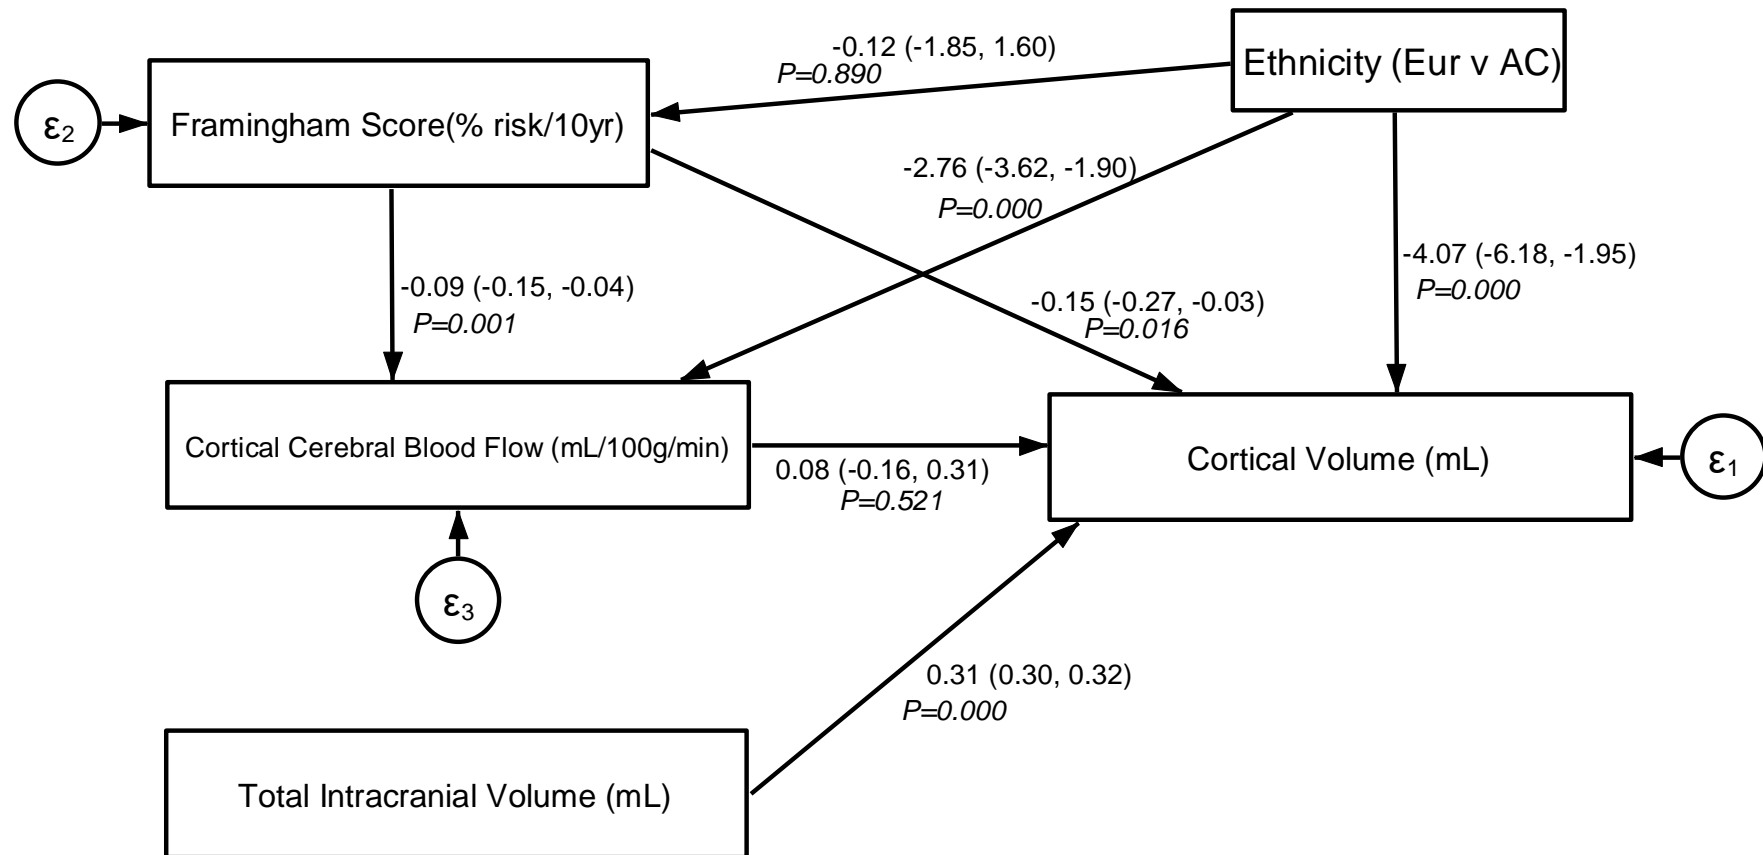 -0.12 (-1.85, 1.60)
P=0.890
Ethnicity (Eur v AC)
ε2
Framingham Score(% risk/10yr)
-2.76 (-3.62, -1.90)
P=0.000
-4.07 (-6.18, -1.95)
P=0.000
-0.09 (-0.15, -0.04)
P=0.001
-0.15 (-0.27, -0.03)
P=0.016
Cortical Cerebral Blood Flow (mL/100g/min)
0.08 (-0.16, 0.31)
P=0.521
Cortical Volume (mL)
ε1
ε3
0.31 (0.30, 0.32)
P=0.000
Total Intracranial Volume (mL)